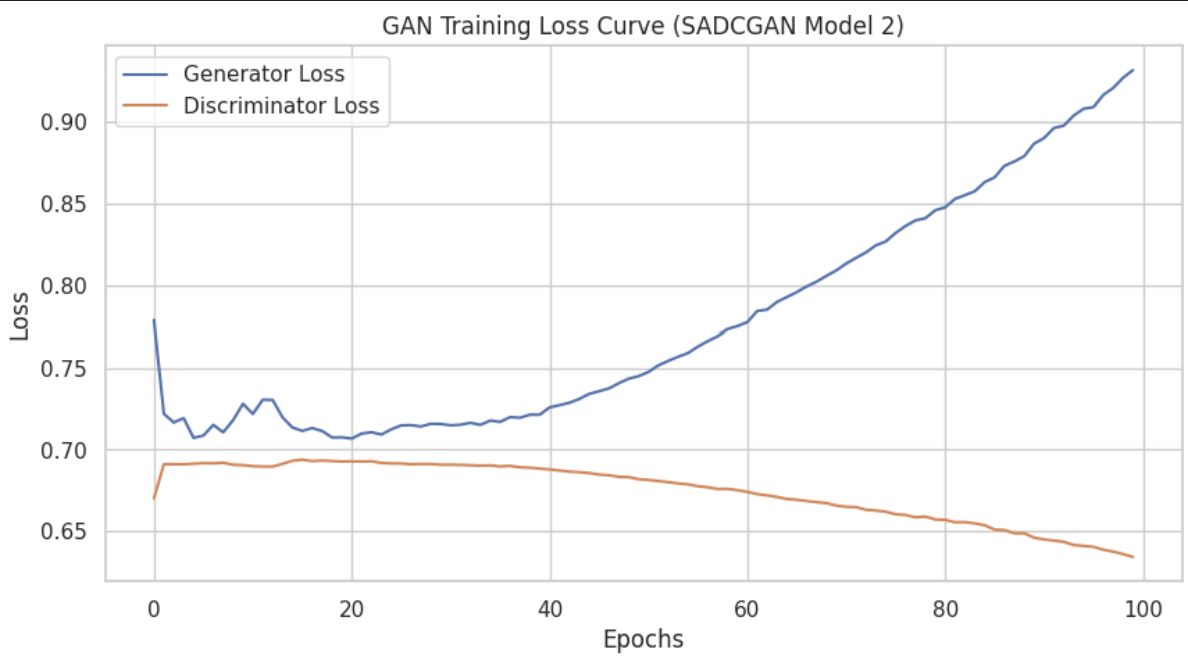 GAN Training Loss Curve (SADCGAN Model 2)
Generator Loss
Discriminator Loss
0.90
0.85
0.80
0.75
0.70
0.65
Loss
0 20 40 60 80 100
Epochs